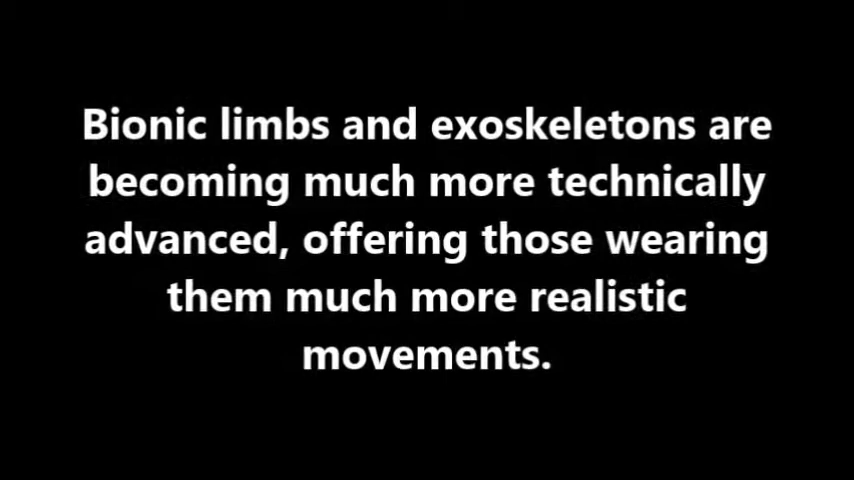 Bionic limbs and exoskeletons are
becoming much more technically
advanced, offering those wearing
them much more realistic
movements.